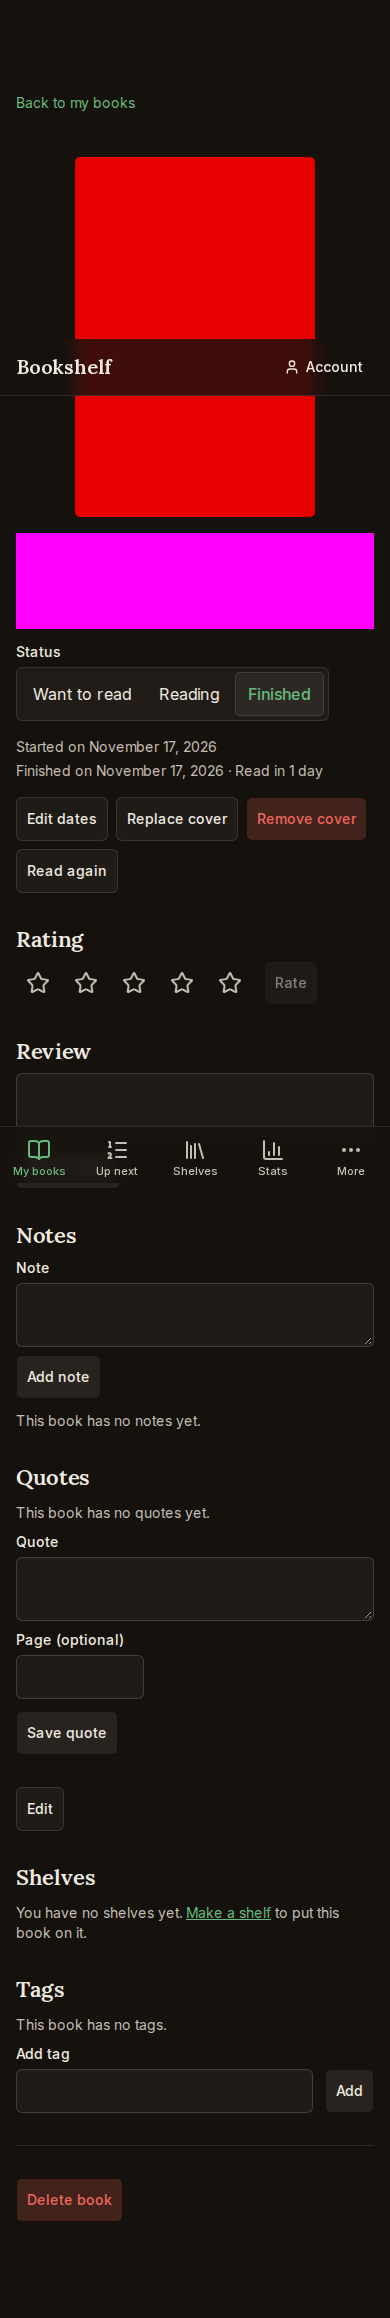 Back to my books
Bookshelf
Account
Status
Want to read
Reading
Finished
Started on November 17, 2026
Finished on November 17, 2026 · Read in 1 day
Edit dates
Replace cover
Remove cover
Read again
Rating
Rate
Review
My books
Up next
Shelves
Stats
More
Notes
Note
Add note
This book has no notes yet.
Quotes
This book has no quotes yet.
Quote
Page (optional)
Save quote
Edit
Shelves
You have no shelves yet. Make a shelf to put this
book on it.
Tags
This book has no tags.
Add tag
Add
Delete book